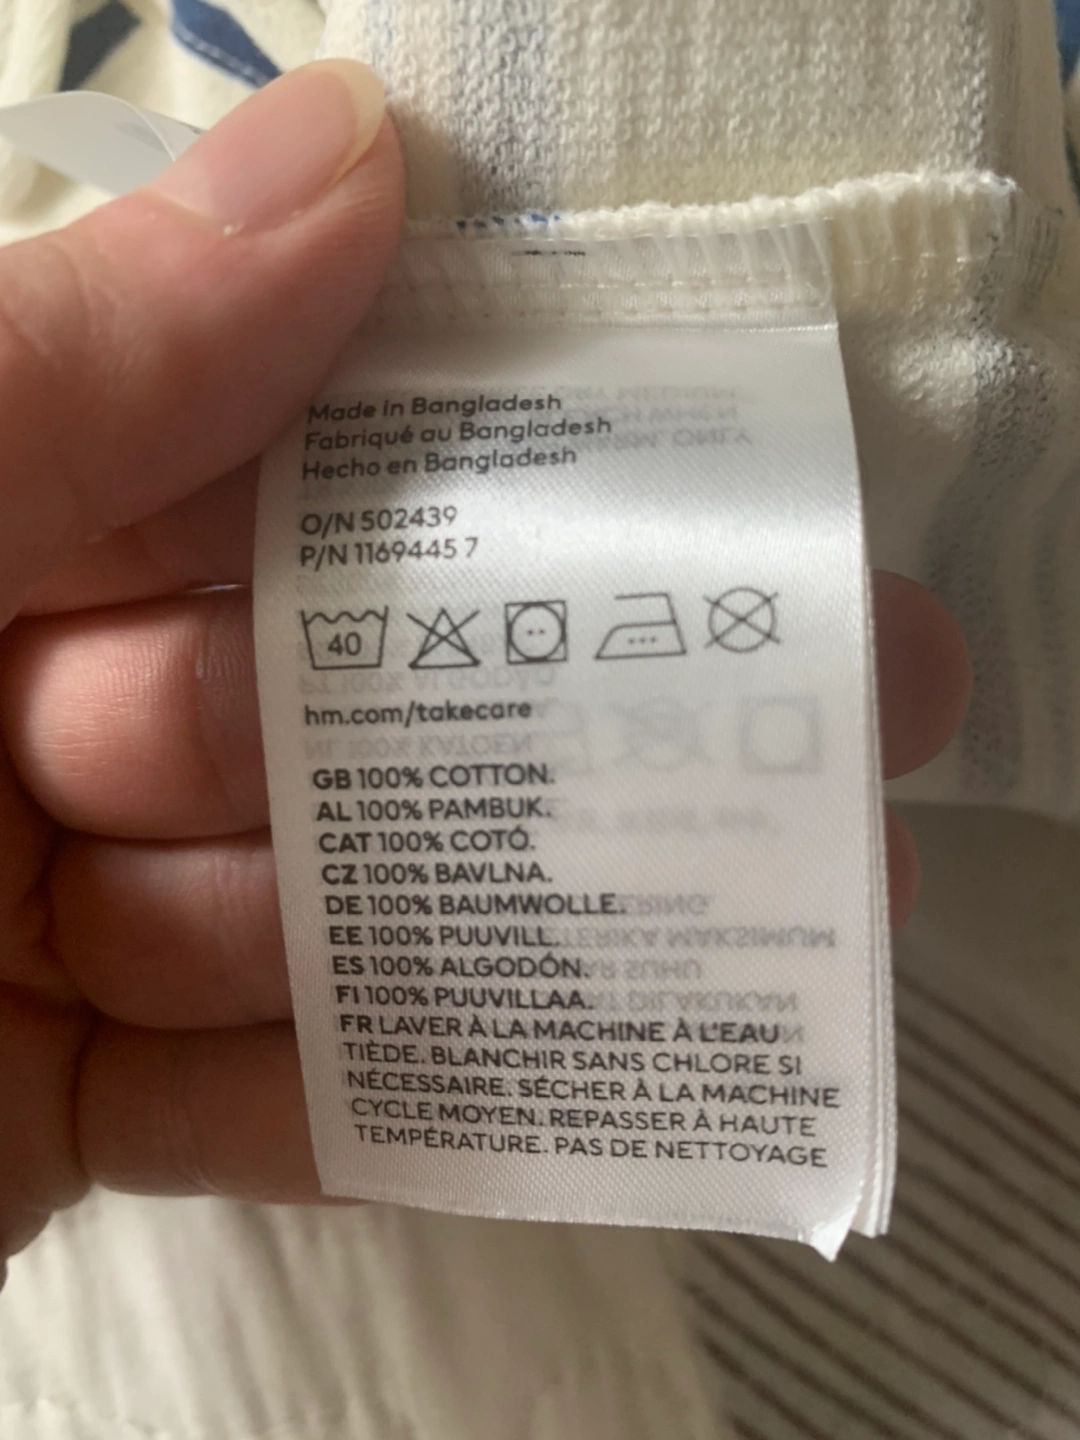 Made in Bangladesh
Fabriqué au Bangladesh
Hecho en Bangladesh
O/N 502439
P/N 1169445 7
40
hm.com/takecare
GB 100% COTTON.
AL 100% PAMBUK.
CAT 100% COTÓ.
CZ 100% BAVLNA.
DE 100% BAUMWOLLE.
EE 100% PUUVILL.
ES 100% ALGODÓN.
FI 100% PUUVILLAA.
FR LAVER À LA MACHINE À L'EAU
TIÈDE. BLANCHIR SANS CHLORE SI
NÉCESSAIRE. SÉCHER À LA MACHINE
CYCLE MOYEN. REPASSER À HAUTE
TEMPÉRATURE. PAS DE NETTOYAGE